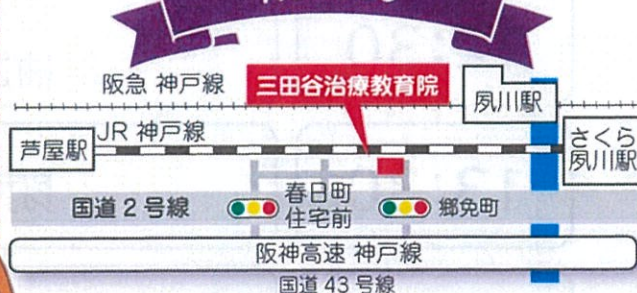 阪急 神戸線
三田谷治療教育院
夙川駅
芦屋駅
JR 神戸線
さくら
夙川駅
国道2号線
春日町
住宅前
郷免町
阪神高速 神戸線
国道 43 号線